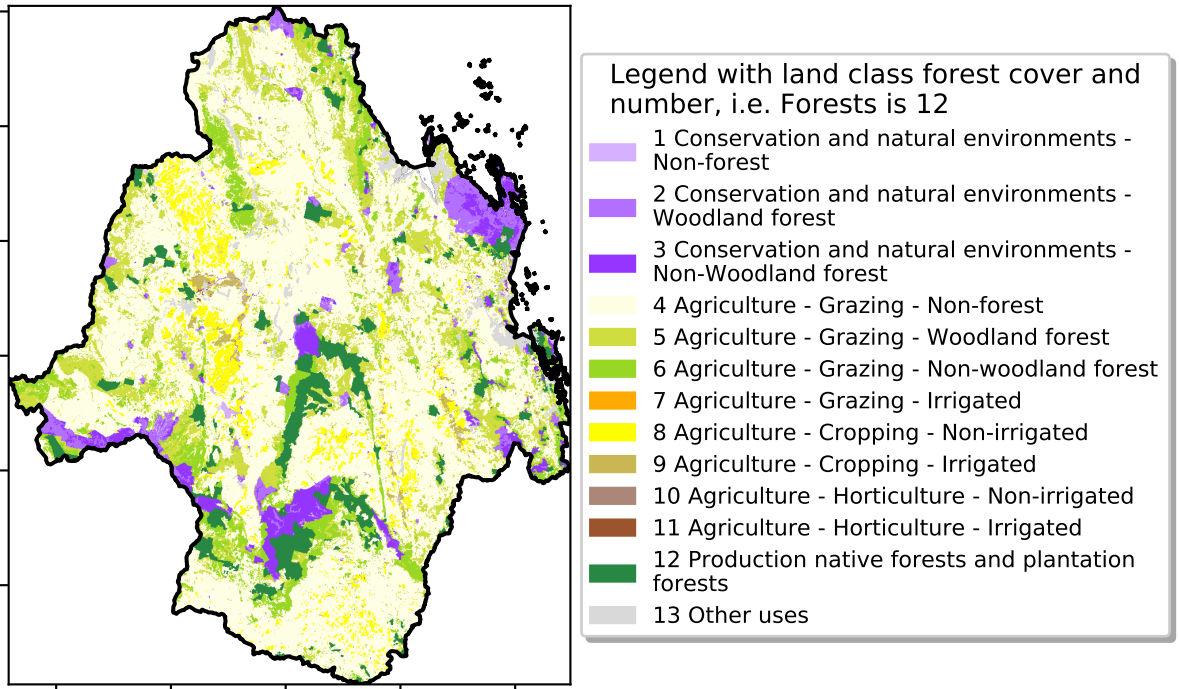 Legend with land class forest cover and
number, i.e. Forests is 12
1 Conservation and natural environments -
Non-forest
2 Conservation and natural environments -
Woodland forest
3 Conservation and natural environments -
Non-Woodland forest
4 Agriculture - Grazing - Non-forest
5 Agriculture - Grazing - Woodland forest
6 Agriculture - Grazing - Non-woodland forest
7 Agriculture - Grazing - Irrigated
8 Agriculture - Cropping - Non-irrigated
9 Agriculture - Cropping - Irrigated
10 Agriculture - Horticulture - Non-irrigated
11 Agriculture - Horticulture - Irrigated
12 Production native forests and plantation
forests
13 Other uses